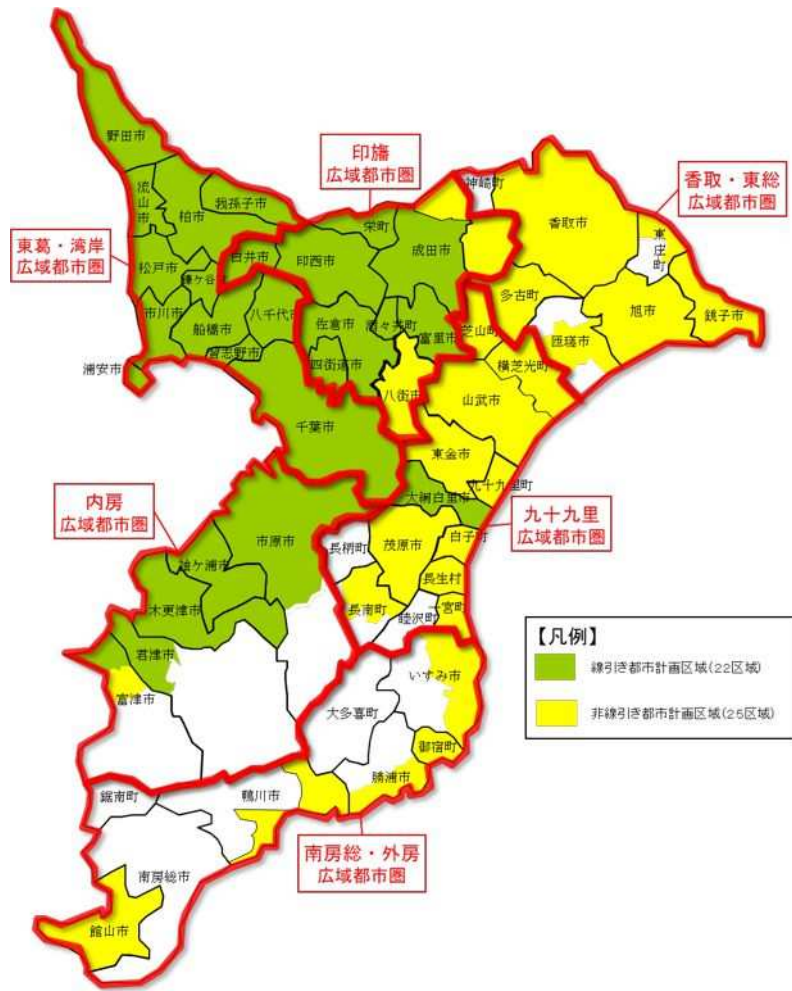 野田市
印旛
広域都市圏
神崎町
香取・東総
広域都市圏
流山市
柏市
我孫子市
栄町
香取市
東葛・湾岸
広域都市圏
松戸市
鎌ケ谷市
白井市
印西市
成田市
東庄町
市川市
船橋市
八千代市
佐倉市
酒々井町
富里市
芝山町
多古町
旭市
銚子市
匝瑳市
浦安市
習志野市
四街道市
八街市
横芝光町
山武市
千葉市
東金市
九十九里町
大網白里市
内房
広域都市圏
九十九里
広域都市圏
市原市
長柄町
茂原市
白子町
袖ケ浦市
長生村
木更津市
長南町
睦沢町
一宮町
【凡例】
線引き都市計画区域(22区域)
非線引き都市計画区域(25区域)
君津市
富津市
いすみ市
大多喜町
御宿町
勝浦市
鋸南町
鴨川市
南房総・外房
広域都市圏
南房総市
館山市